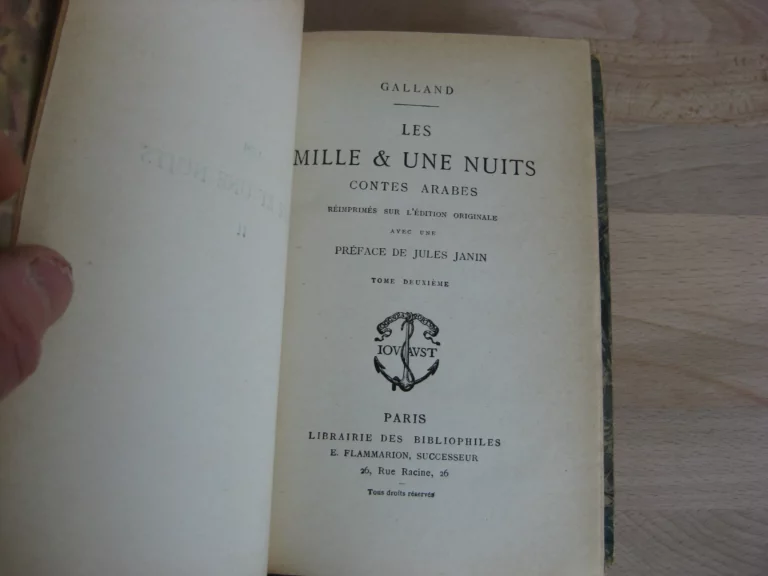 GALLAND
LES
MILLE & UNE NUITS
CONTES ARABES
RÉIMPRIMÉS SUR L'ÉDITION ORIGINALE
AVEC UNE
PRÉFACE DE JULES JANIN
TOME DEUXIÈME
IOV AVST
PARIS
LIBRAIRIE DES BIBLIOPHILES
E. FLAMMARION, SUCCESSEUR
26, Rue Racine, 26
Tous droits réservés